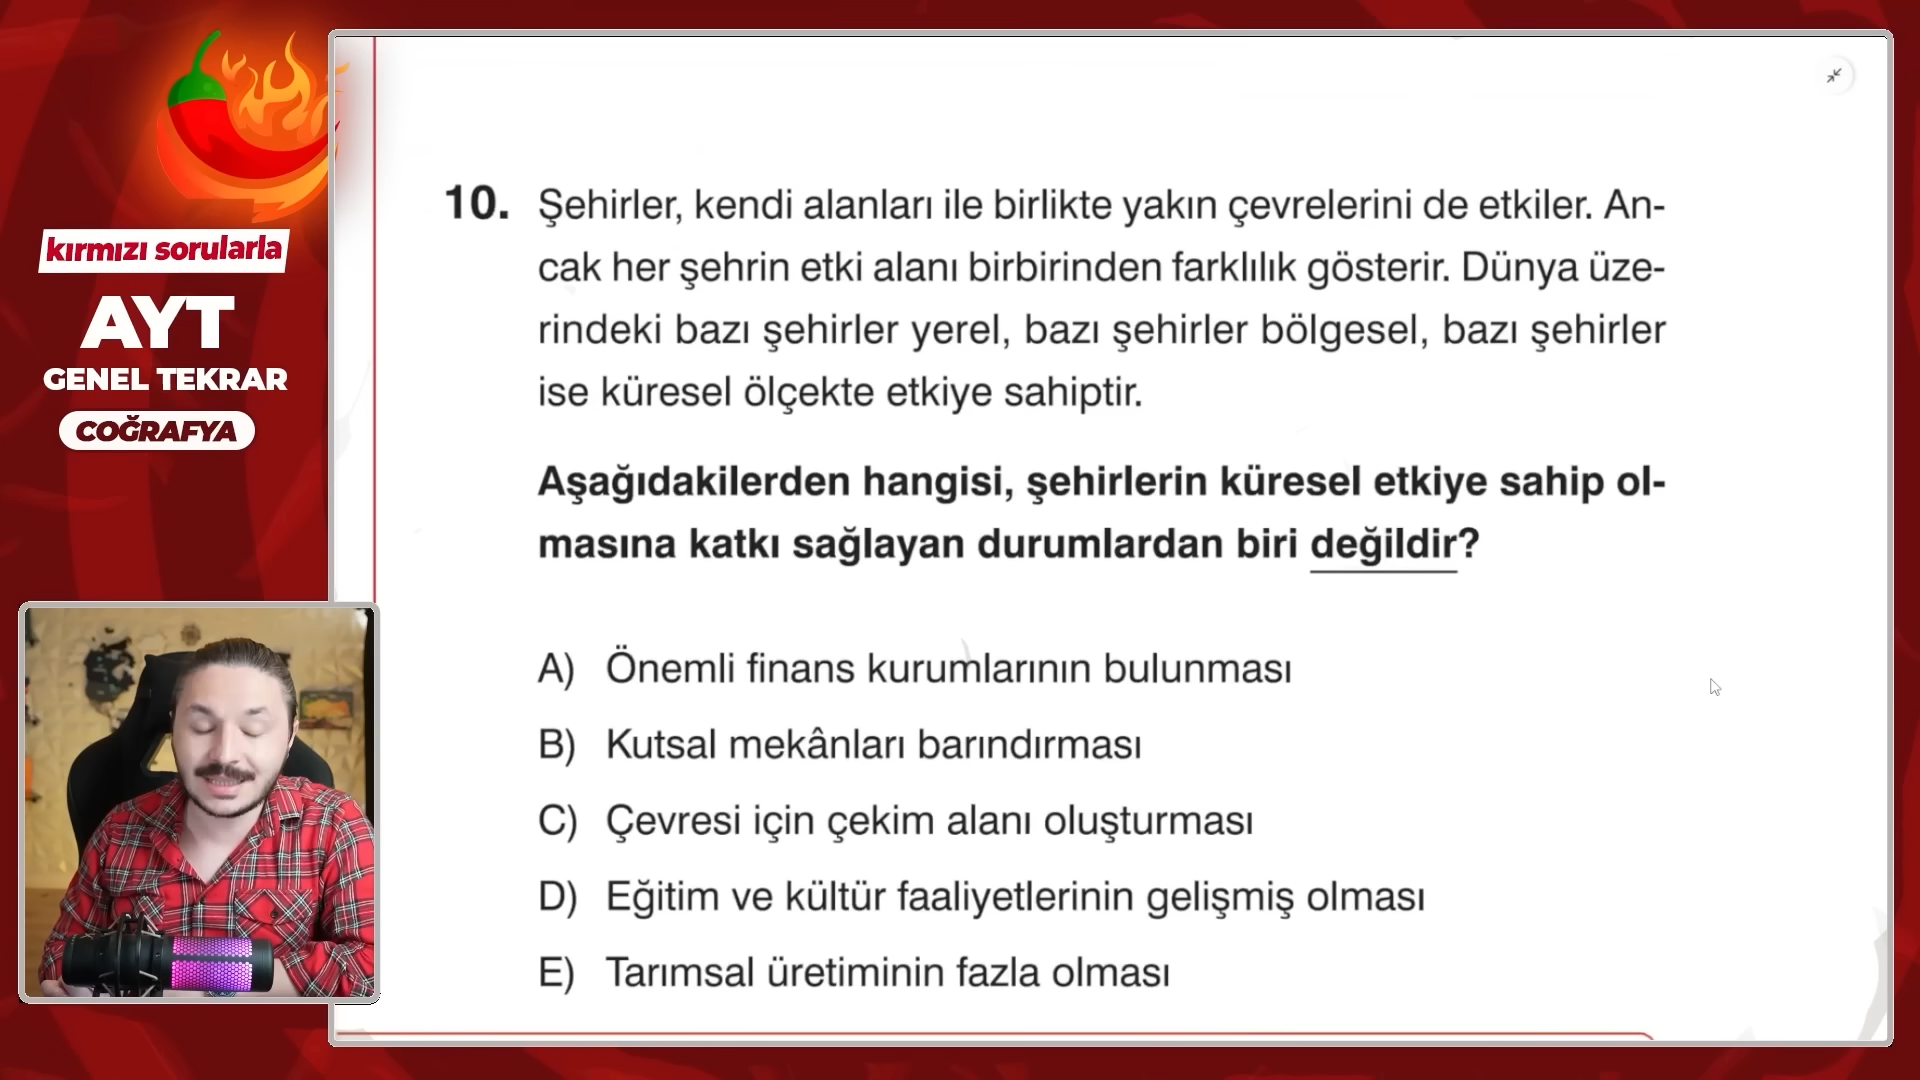 kırmızı sorularla
AYT
GENEL TEKRAR
COĞRAFYA
10. Şehirler, kendi alanları ile birlikte yakın çevrelerini de etkiler. An-
cak her şehrin etki alanı birbirinden farklılık gösterir. Dünya üze-
rindeki bazı şehirler yerel, bazı şehirler bölgesel, bazı şehirler
ise küresel ölçekte etkiye sahiptir.
Aşağıdakilerden hangisi, şehirlerin küresel etkiye sahip ol-
masına katkı sağlayan durumlardan biri değildir?
A) Önemli finans kurumlarının bulunması
B) Kutsal mekânları barındırması
C) Çevresi için çekim alanı oluşturması
D) Eğitim ve kültür faaliyetlerinin gelişmiş olması
E) Tarımsal üretiminin fazla olması